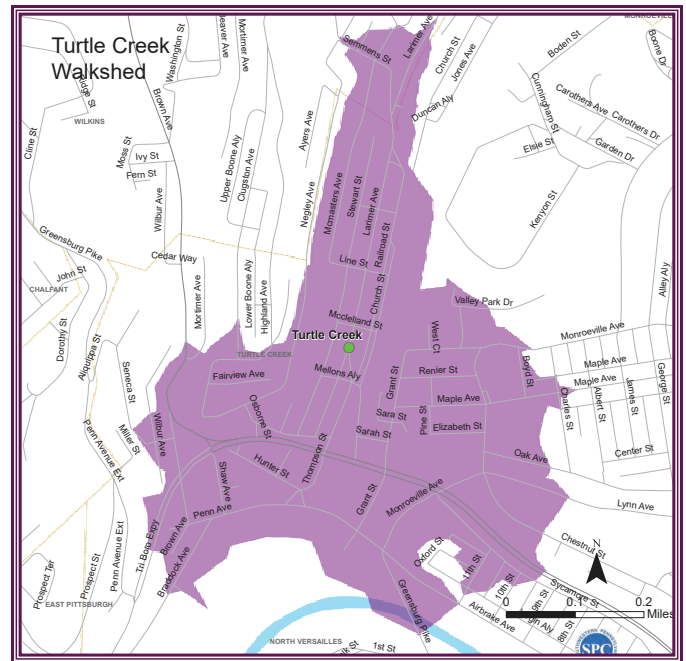 Turtle Creek
Walkshed
MONROEVILLE
Semmens St
Larimer Ave
Church St
Jones Ave
Duncan Aly
Boden St
Boone Dr
Cunningham St
Carothers Ave
Carothers Dr
Elsie St
Garden Dr
Kenyon St
Washington St
Mortimer Ave
Brown Ave
WILKINS
Cline St
Moss St
Ivy St
Fern St
Wilbur Ave
Upper Boone Aly
Clugston Ave
Ayers Ave
Negley Ave
Momasters Ave
Stewart St
Larimer Ave
Railroad St
Line St
Church St
Greensburg Pike
Cedar Way
John St
CHALFANT
Dorothy St
Aliquippa St
Mortimer Ave
Lower Boone Aly
Highland Ave
Mcclelland St
Turtle Creek
TURTLE CREEK
Valley Park Dr
Alley Aly
West Ct
Monroeville Ave
Maple Ave
Maple Ave
Boyd St
Charles St
Albert St
James St
George St
Renier St
Maple Ave
Grant St
Mellons Aly
Fairview Ave
Seneca St
Osborne St
Sara St
Sarah St
Pine St
Elizabeth St
Center St
Oak Ave
Lynn Ave
Penn Avenue Ext
Miller St
Wilbur Ave
Shaw Ave
Hunter St
Thompson St
Grant St
Monroeville Ave
Penn Ave
Brown Ave
Braddock Ave
Tri Boro Expy
Penn Avenue Ext
Prospect St
Prospect Ter
EAST PITTSBURGH
Oxford St
11th St
10th St
9th St
8th St
Chestnut St
Sycamore St
Airbrake Ave
Greensburg Pike
NORTH VERSAILLES
1st St
N
0 0.1 0.2
Miles
SPC